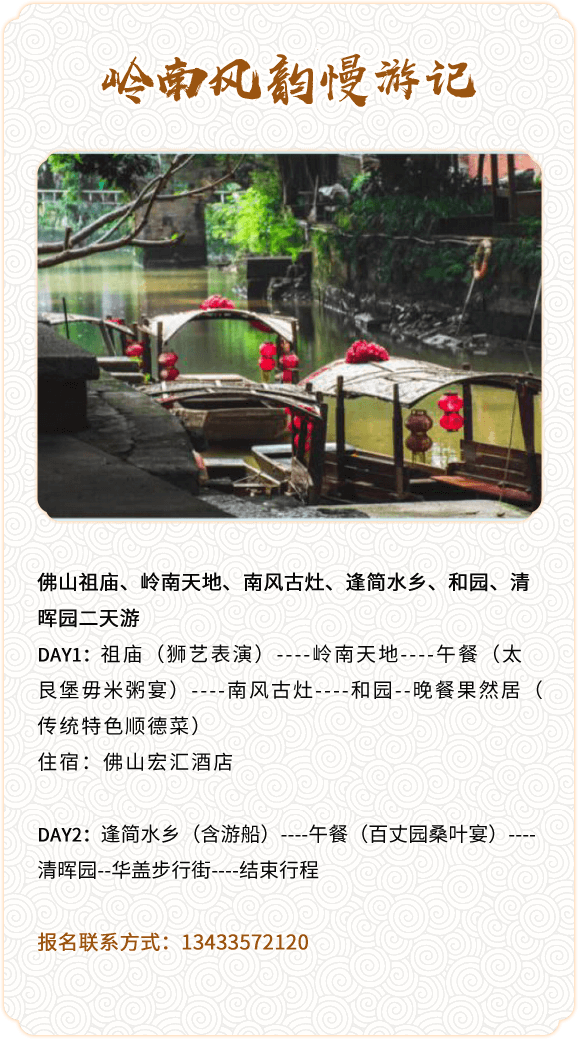 岭南风韵慢游记
佛山祖庙、岭南天地、南风古灶、逢简水乡、和园、清
晖园二天游
DAY1：祖庙（狮艺表演）----岭南天地----午餐（太
艮堡毋米粥宴）----南风古灶----和园--晚餐果然居（
传统特色顺德菜）
住宿：佛山宏汇酒店
DAY2：逢简水乡（含游船）----午餐（百丈园桑叶宴）----
清晖园--华盖步行街----结束行程
报名联系方式：13433572120